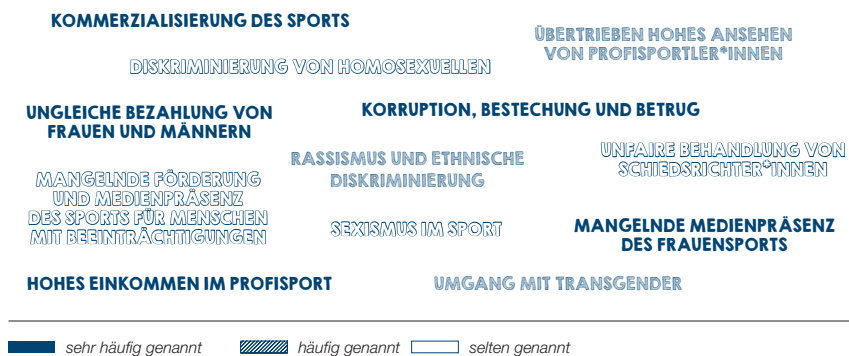 KOMMERZIALISIERUNG DES SPORTS
ÜBERTRIEBEN HOHES ANSEHEN
VON PROFISPORTLER*INNEN
DISKRIMINIERUNG VON HOMOSEXUELLEN
UNGLEICHE BEZAHLUNG VON
FRAUEN UND MÄNNERN
KORRUPTION, BESTECHUNG UND BETRUG
RASSISMUS UND ETHNISCHE
DISKRIMINIERUNG
UNFAIRE BEHANDLUNG VON
SCHIEDSRICHTER*INNEN
MANGELNDE FÖRDERUNG
UND MEDIENPRÄSENZ
DES SPORTS FÜR MENSCHEN
MIT BEEINTRÄCHTIGUNGEN
SEXISMUS IM SPORT
MANGELNDE MEDIENPRÄSENZ
DES FRAUENSPORTS
HOHES EINKOMMEN IM PROFISPORT
UMGANG MIT TRANSGENDER
sehr häufig genannt
häufig genannt
selten genannt